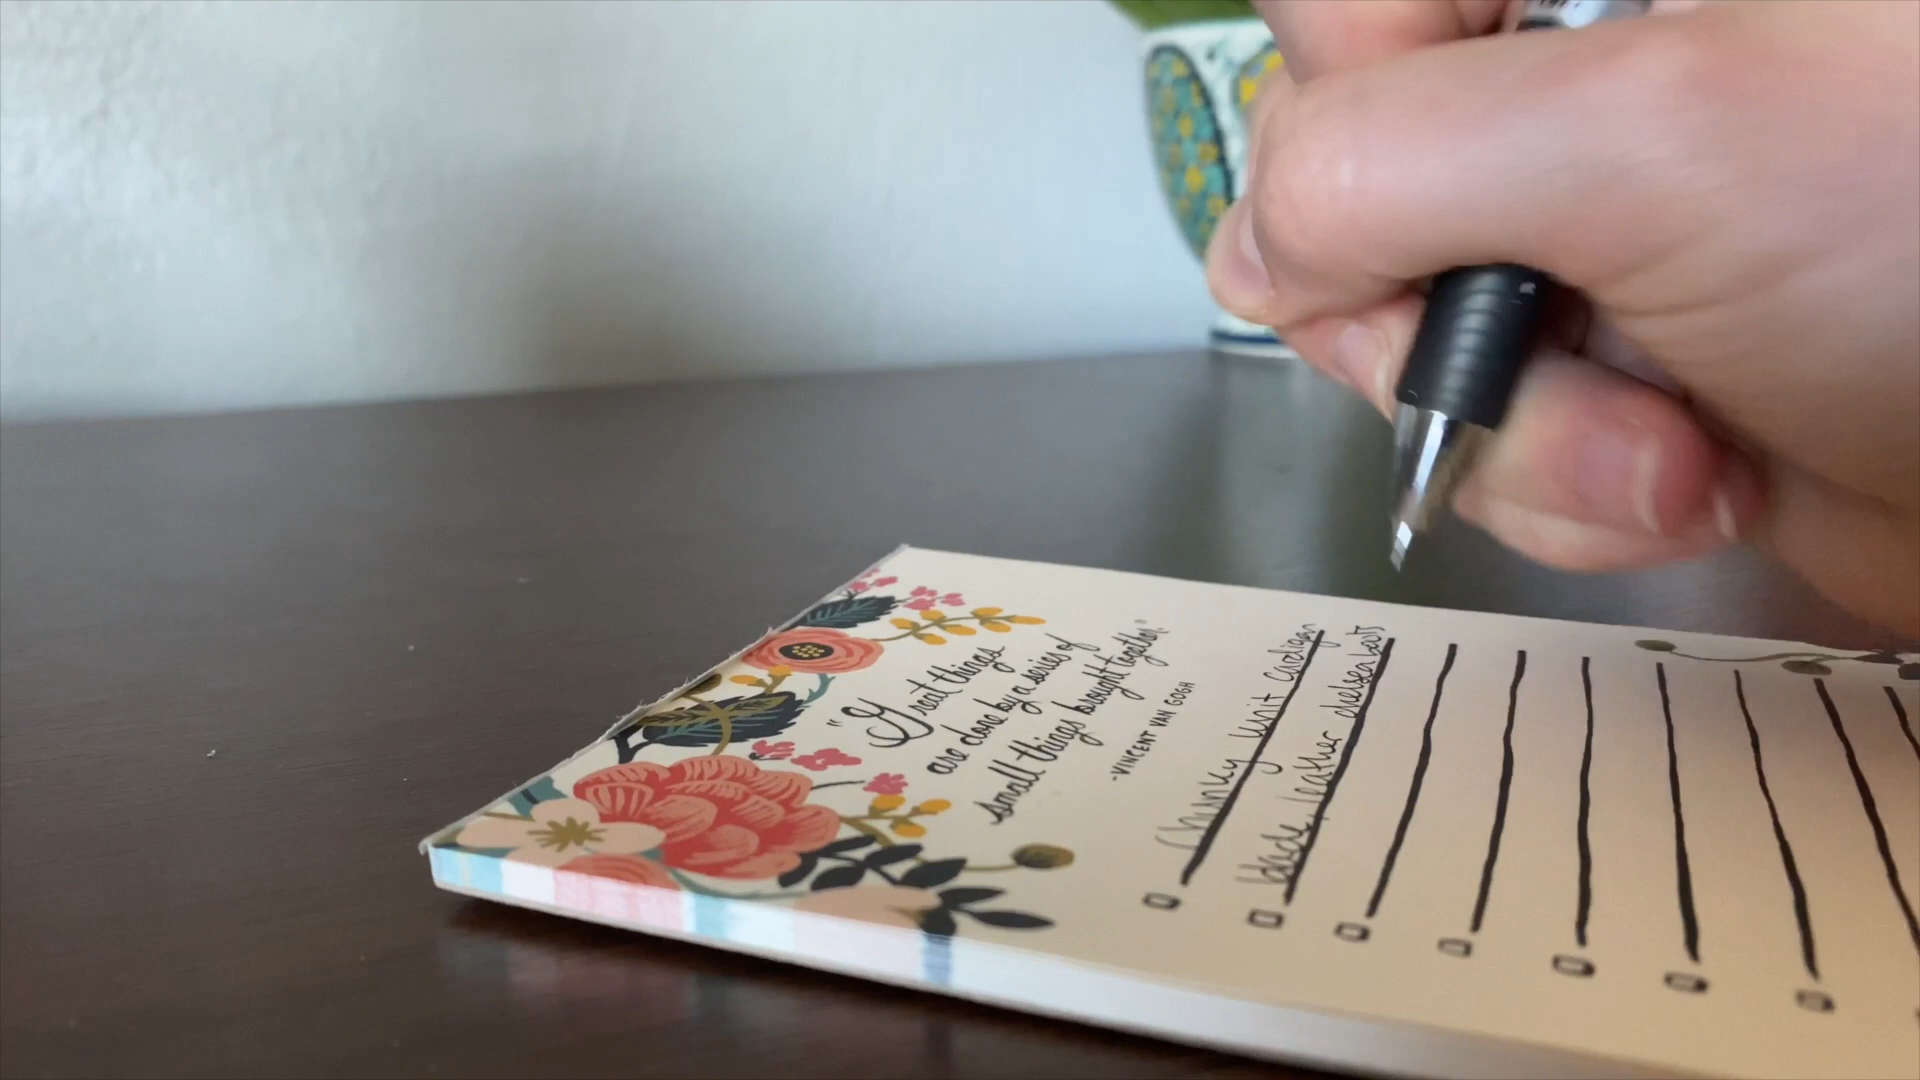 "Great things
are done by a series of
small things brought together."
-VINCENT VAN GOGH
Chunky knit cardigan
black leather chelsea boots